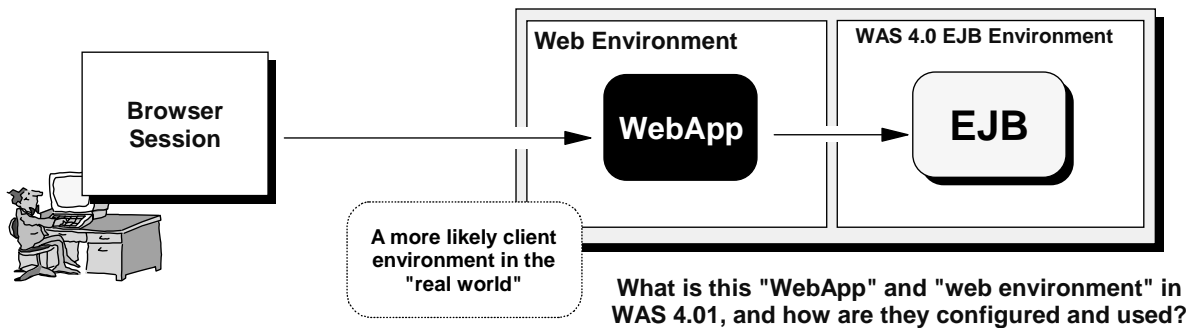 Web Environment
WAS 4.0 EJB Environment
Browser
Session
WebApp
EJB
A more likely client
environment in the
"real world"
What is this "WebApp" and "web environment" in
WAS 4.01, and how are they configured and used?